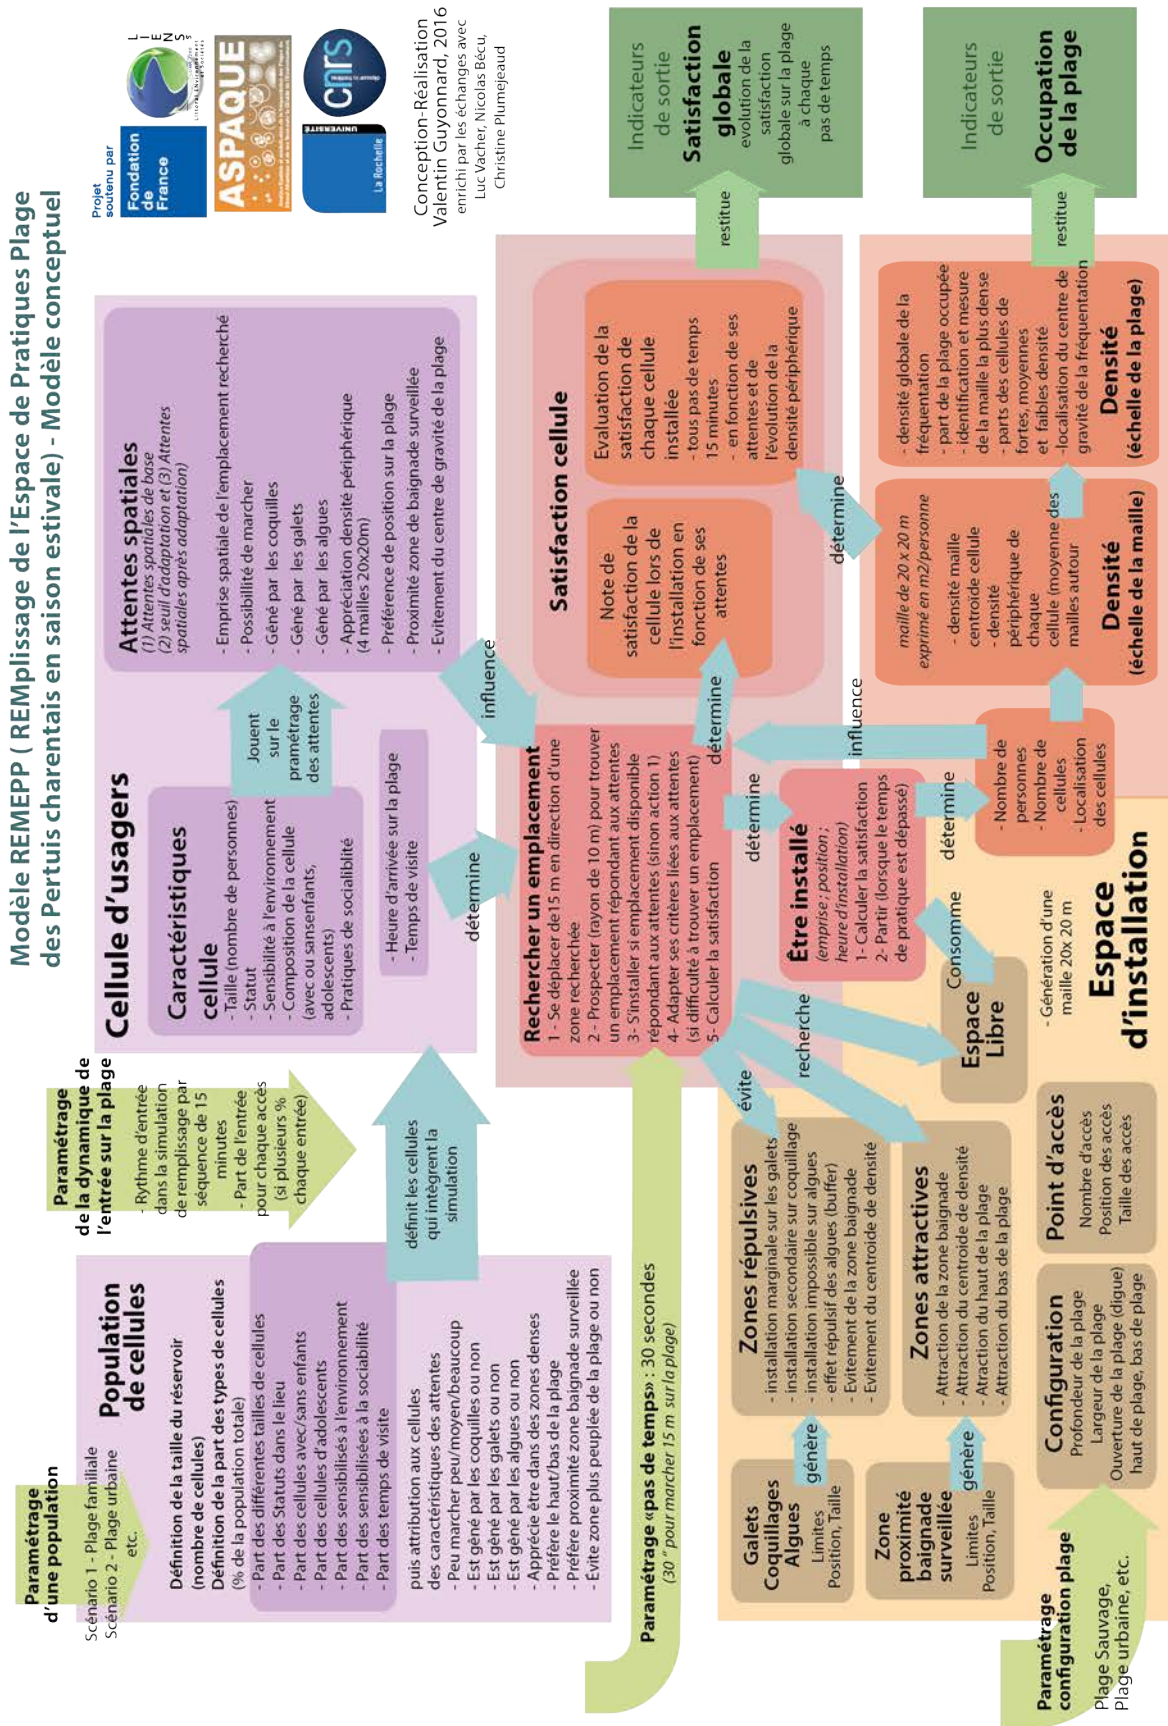 Modèle REMEPP ( REMplissage de l'Espace de Pratiques Plage
des Pertuis charentais en saison estivale) - Modèle conceptuel
Projet
soutenu par
Fondation
de
France
LIENSs
ASPAQUE
La Rochelle
UNIVERSITÉ
cnrs
Conception-Réalisation
Valentin Guyonnard, 2016
enrichi par les échanges avec
Luc Vacher, Nicolas Bécu,
Christine Plumejeaud
Paramétrage
d'une population
Scénario 1 - Plage familiale
Scénario 2 - Plage urbaine
etc.
Population
de cellules
Définition de la taille du réservoir
(nombre de cellules)
Définition de la part des types de cellules
(% de la population totale)
- Part des différentes tailles de cellules
- Part des Statuts dans le lieu
- Part des cellules avec/sans enfants
- Part des cellules d'adolescents
- Part des sensibilisés à l'environnement
- Part des sensibilisées à la sociabilité
- Part des temps de visite
puis attribution aux cellules
des caractéristiques des attentes
- Peu marcher peu/moyen/beaucoup
- Est géné par les coquilles ou non
- Est géné par les galets ou non
- Est géné par les algues ou non
- Apprécie être dans des zones denses
- Préfère le haut/bas de la plage
- Préfère proximité zone baignade surveillée
- Evite zone plus peuplée de la plage ou non
Paramétrage
de la dynamique de
l'entrée sur la plage
- Rythme d'entrée
dans la simulation
de remplissage par
séquence de 15
minutes
- Part de l'entrée
pour chaque accès
(si plusieurs %
chaque entrée)
définit les cellules
qui intègrent la
simulation
Cellule d'usagers
Caractéristiques
cellule
- Taille (nombre de personnes)
- Statut
- Sensibilité à l'environnement
- Composition de la cellule
(avec ou sansenfants,
adolescents)
- Pratiques de socialiblité
- Heure d'arrivée sur la plage
- Temps de visite
Jouent
sur le
pramétrage
des attentes
Attentes spatiales
(1) Attentes spatiales de base
(2) seuil d'adaptation et (3) Attentes
spatiales après adaptation)
- Emprise spatiale de l'emplacement recherché
- Possibilité de marcher
- Géné par les coquilles
- Géné par les galets
- Géné par les algues
- Appréciation densité périphérique
(4 mailles 20x20m)
- Préférence de position sur la plage
- Proximité zone de baignade surveillée
- Evitement du centre de gravité de la plage
détermine
influence
Paramétrage «pas de temps» : 30 secondes
(30 " pour marcher 15 m sur la plage)
Rechercher un emplacement
1 - Se déplacer de 15 m en direction d'une
zone recherchée
2 - Prospecter (rayon de 10 m) pour trouver
un emplacement répondant aux attentes
3- S'installer si emplacement disponible
répondant aux attentes (sinon action 1)
4- Adapter ses critères liées aux attentes
(si difficulté à trouver un emplacement)
5- Calculer la satisfaction
détermine
détermine
Satisfaction cellule
Note de
satisfaction de la
cellule lors de
l'installation en
fonction de ses
attentes
Evaluation de la
satisfaction de
chaque cellule
installée
- tous pas de temps
15 minutes
- en fonction de ses
attentes et de
l'évolution de la
densité périphérique
restitue
Indicateurs
de sortie
Satisfaction
globale
evolution de la
satisfaction
globale sur la plage
à chaque
pas de temps
Être installé
(emprise ; position ;
heure d'installation)
1- Calculer la satisfaction
2- Partir (lorsque le temps
de pratique est dépassé)
évite
recherche
Consomme
détermine
influence
détermine
Galets
Coquillages
Algues
Limites
Position, Taille
génère
Zones répulsives
- installation marginale sur les galets
- installation secondaire sur coquillage
- installation impossible sur algues
- effet répulsif des algues (buffer)
- Evitement de la zone baignade
- Evitement du centroide de densité
Zone
proximité
baignade
surveillée
Limites
Position, Taille
génère
Zones attractives
- Attraction de la zone baignade
- Attraction du centroide de densité
- Atraction du haut de la plage
- Attraction du bas de la plage
Espace
Libre
- Nombre de
personnes
- Nombre de
cellules
- Localisation
des cellules
maille de 20 x 20 m
exprimé en m2/personne
- densité maille
centroide cellule
- densité
périphérique de
chaque
cellule (moyenne des
mailles autour
Densité
(échelle de la maille)
- densité globale de la
fréquentation
- part de la plage occupée
- identification et mesure
de la maille la plus dense
- parts des cellules de
fortes, moyennes
et faibles densité
-localisation du centre de
gravité de la fréquentation
Densité
(échelle de la plage)
restitue
Indicateurs
de sortie
Occupation
de la plage
Paramétrage
configuration plage
Plage Sauvage,
Plage urbaine, etc.
Configuration
Profondeur de la plage
Largeur de la plage
Ouverture de la plage (digue)
haut de plage, bas de plage
Point d'accès
Nombre d'accès
Position des accès
Taille des accès
- Génération d'une
maille 20x 20 m
Espace
d'installation